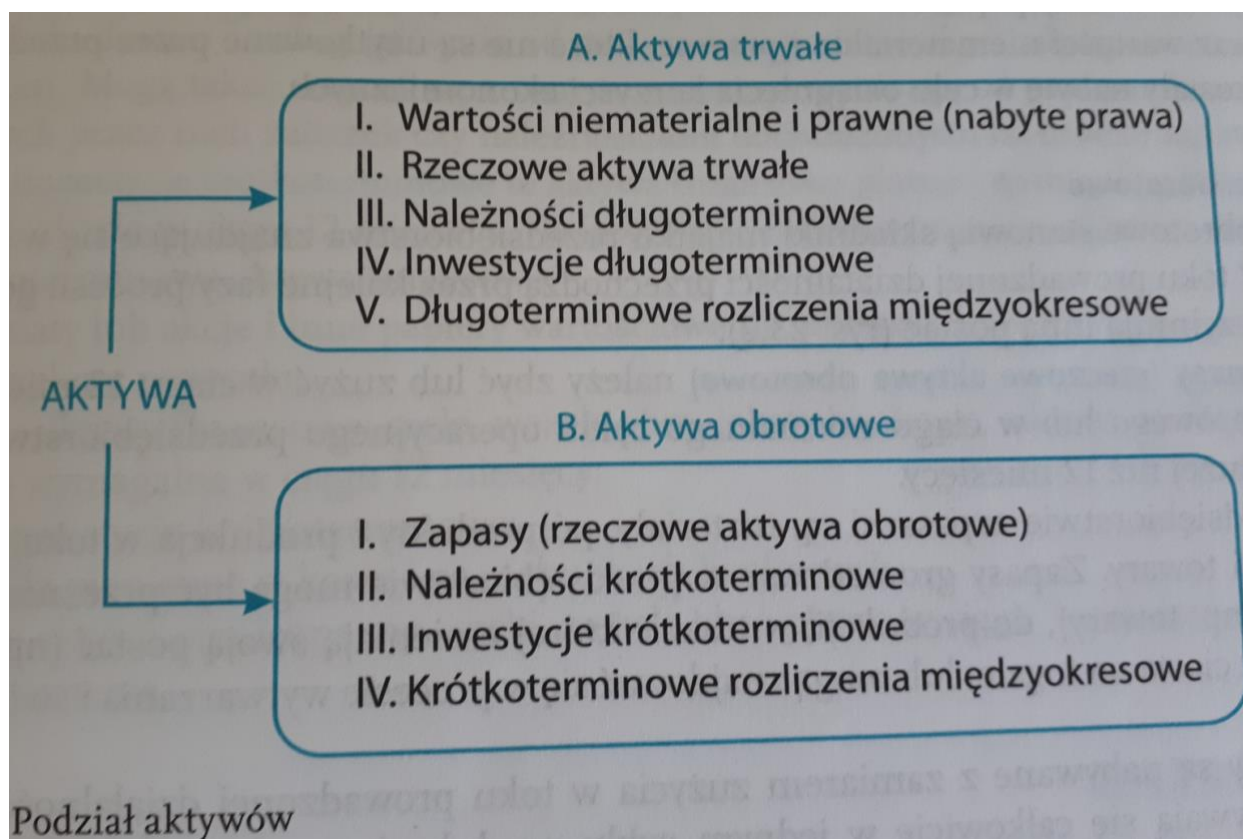 A. Aktywa trwałe
I. Wartości niematerialne i prawne (nabyte prawa)
II. Rzeczowe aktywa trwałe
III. Należności długoterminowe
IV. Inwestycje długoterminowe
V. Długoterminowe rozliczenia międzyokresowe
AKTYWA
B. Aktywa obrotowe
I. Zapasy (rzeczowe aktywa obrotowe)
II. Należności krótkoterminowe
III. Inwestycje krótkoterminowe
IV. Krótkoterminowe rozliczenia międzyokresowe
Podział aktywów